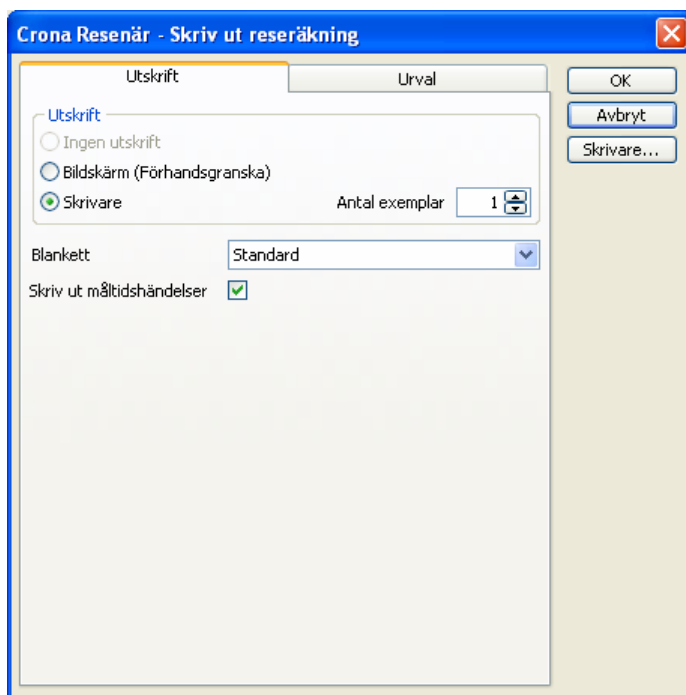 Crona Resenär - Skriv ut reseräkning
Utskrift
Urval
OK
Avbryt
Skrivare...
Utskrift
Ingen utskrift
Bildskärm (Förhandsgranska)
Skrivare
Antal exemplar
1
Blankett
Standard
Skriv ut måltidshändelser